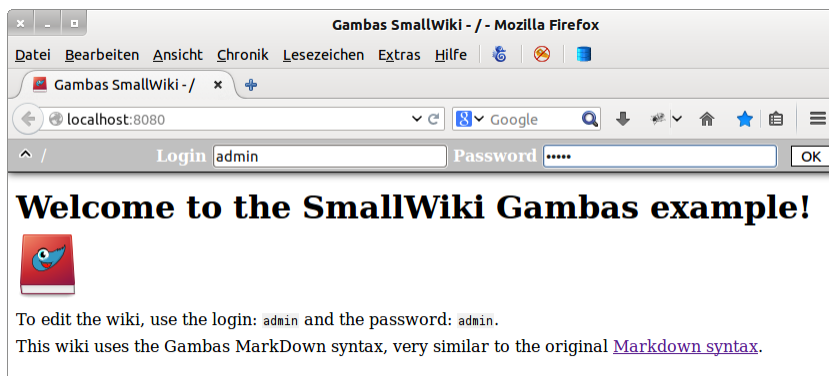 Gambas SmallWiki - / - Mozilla Firefox
Datei Bearbeiten Ansicht Chronik Lesezeichen Extras Hilfe
Gambas SmallWiki - /
localhost:8080 8 Google
/ Login admin Password ••••• OK
Welcome to the SmallWiki Gambas example!
To edit the wiki, use the login: admin and the password: admin.
This wiki uses the Gambas MarkDown syntax, very similar to the original Markdown syntax.